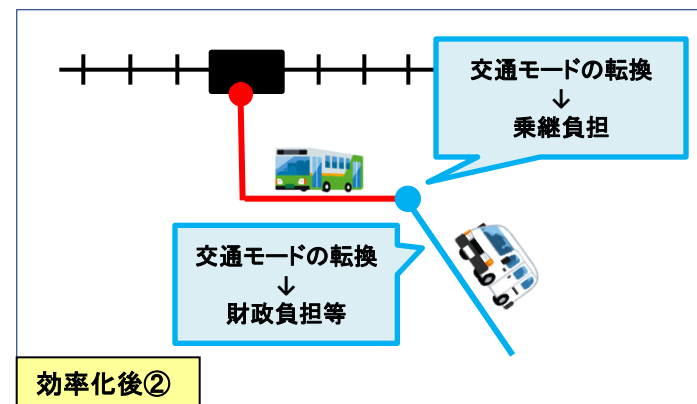 交通モードの転換
↓
乗継負担
交通モードの転換
↓
財政負担等
効率化後②